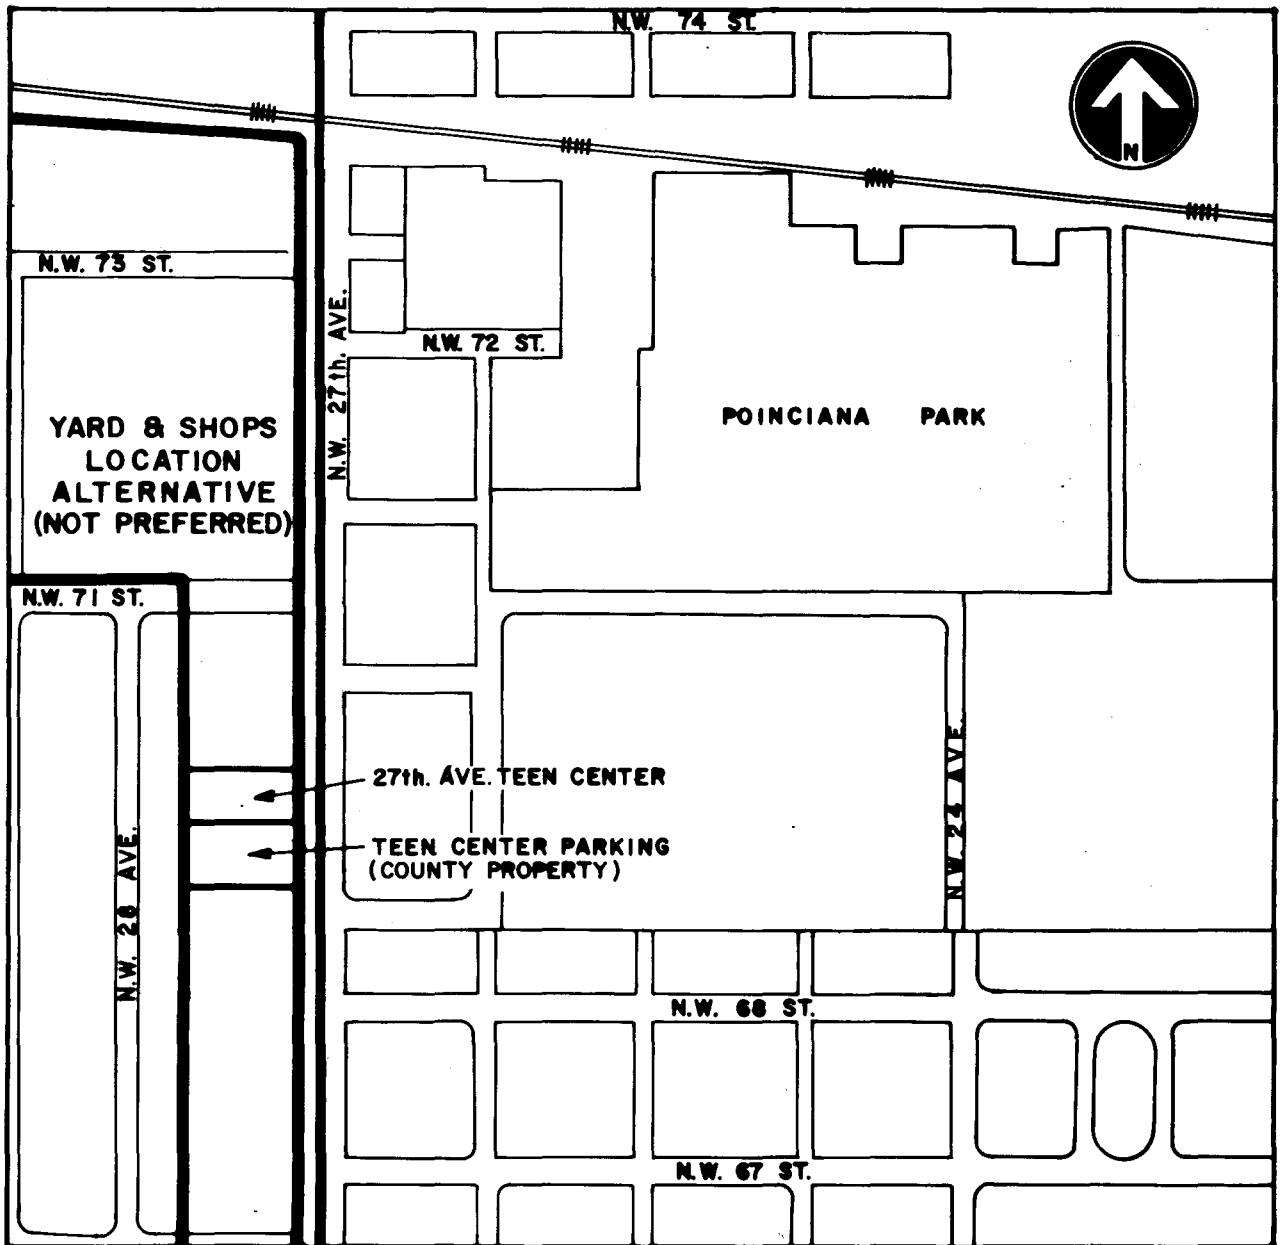 N.W. 74 ST.
N
N.W. 73 ST.
N.W. 27th. AVE.
N.W. 72 ST.
POINCIANA PARK
YARD & SHOPS
LOCATION
ALTERNATIVE
(NOT PREFERRED)
N.W. 71 ST.
27th. AVE. TEEN CENTER
TEEN CENTER PARKING
(COUNTY PROPERTY)
N.W. 28 AVE.
N.W. 24 AVE.
N.W. 68 ST.
N.W. 67 ST.